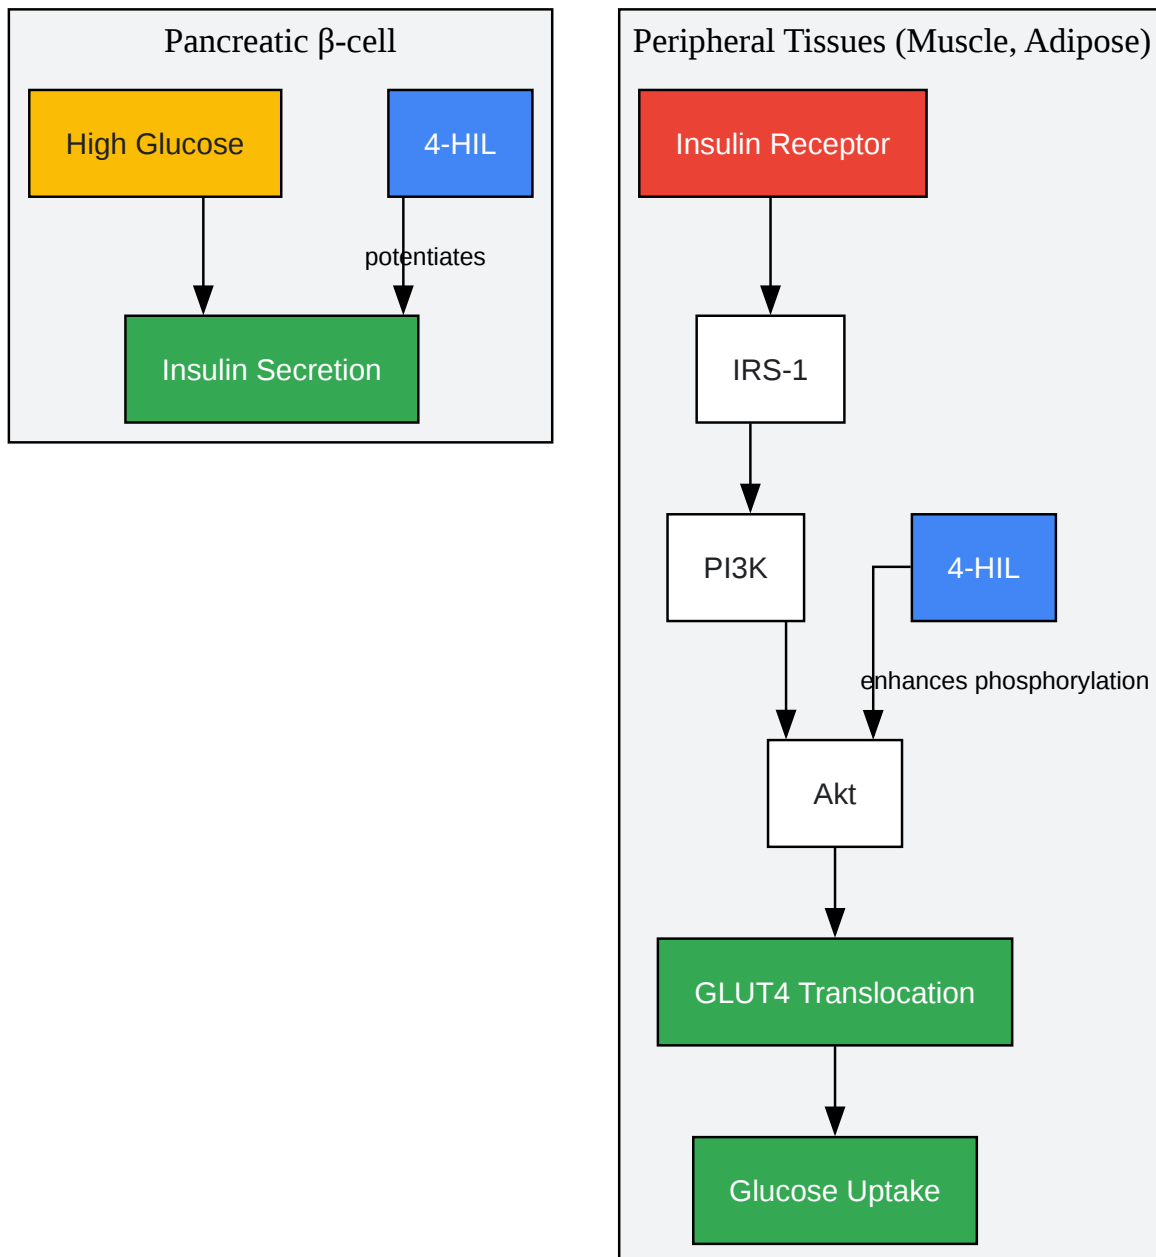 Pancreatic β-cell
High Glucose
4-HIL
potentiates
Insulin Secretion
Peripheral Tissues (Muscle, Adipose)
Insulin Receptor
IRS-1
PI3K
4-HIL
enhances phosphorylation
Akt
GLUT4 Translocation
Glucose Uptake